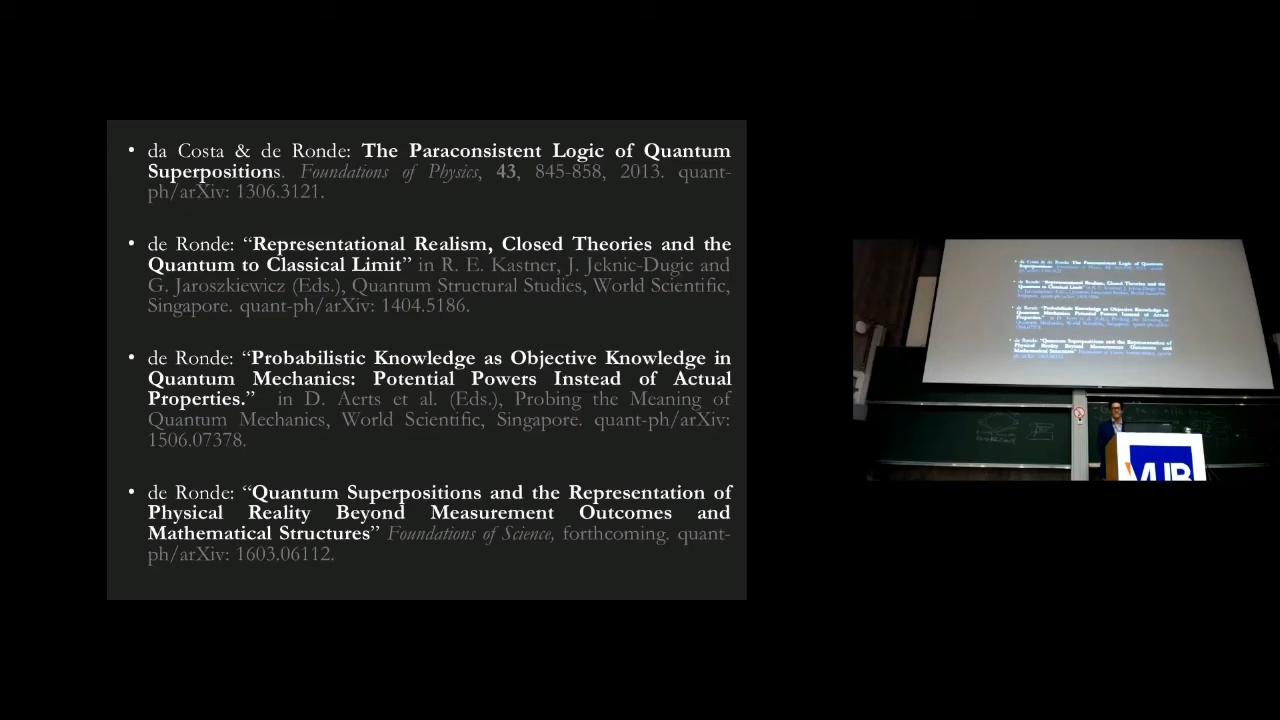 • da Costa & de Ronde: The Paraconsistent Logic of Quantum
Superpositions. Foundations of Physics, 43, 845-858, 2013. quant-
ph/arXiv: 1306.3121.
• de Ronde: “Representational Realism, Closed Theories and the
Quantum to Classical Limit” in R. E. Kastner, J. Jeknic-Dugic and
G. Jaroszkiewicz (Eds.), Quantum Structural Studies, World Scientific,
Singapore. quant-ph/arXiv: 1404.5186.
• de Ronde: “Probabilistic Knowledge as Objective Knowledge in
Quantum Mechanics: Potential Powers Instead of Actual
Properties.” in D. Aerts et al. (Eds.), Probing the Meaning of
Quantum Mechanics, World Scientific, Singapore. quant-ph/arXiv:
1506.07378.
• de Ronde: “Quantum Superpositions and the Representation of
Physical Reality Beyond Measurement Outcomes and
Mathematical Structures” Foundations of Science, forthcoming. quant-
ph/arXiv: 1603.06112.
VUB